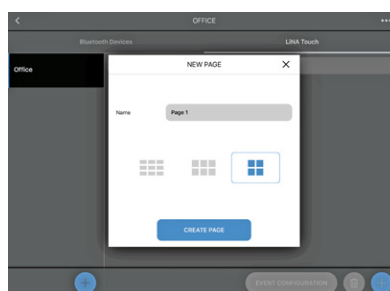 OFFICE
Bluetooth Devices
LiNA Touch
Office
NEW PAGE
Name
Page 1
CREATE PAGE
EVENT CONFIGURATION